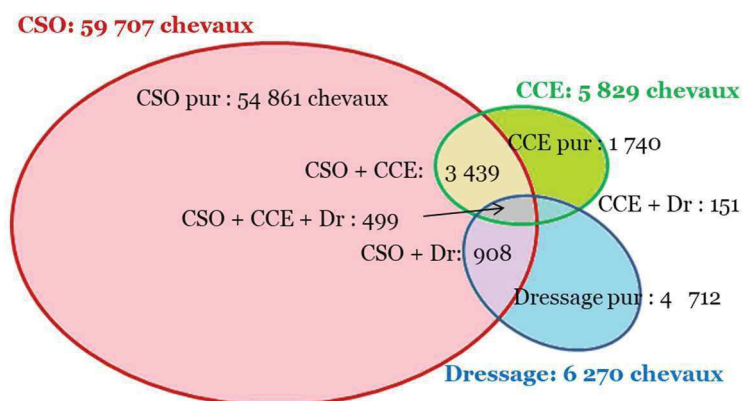 CSO: 59 707 chevaux
CCE: 5 829 chevaux
CSO pur : 54 861 chevaux
CCE pur : 1 740
CSO + CCE: 3 439
CCE + Dr : 151
CSO + CCE + Dr : 499
CSO + Dr: 908
Dressage pur : 4 712
Dressage: 6 270 chevaux